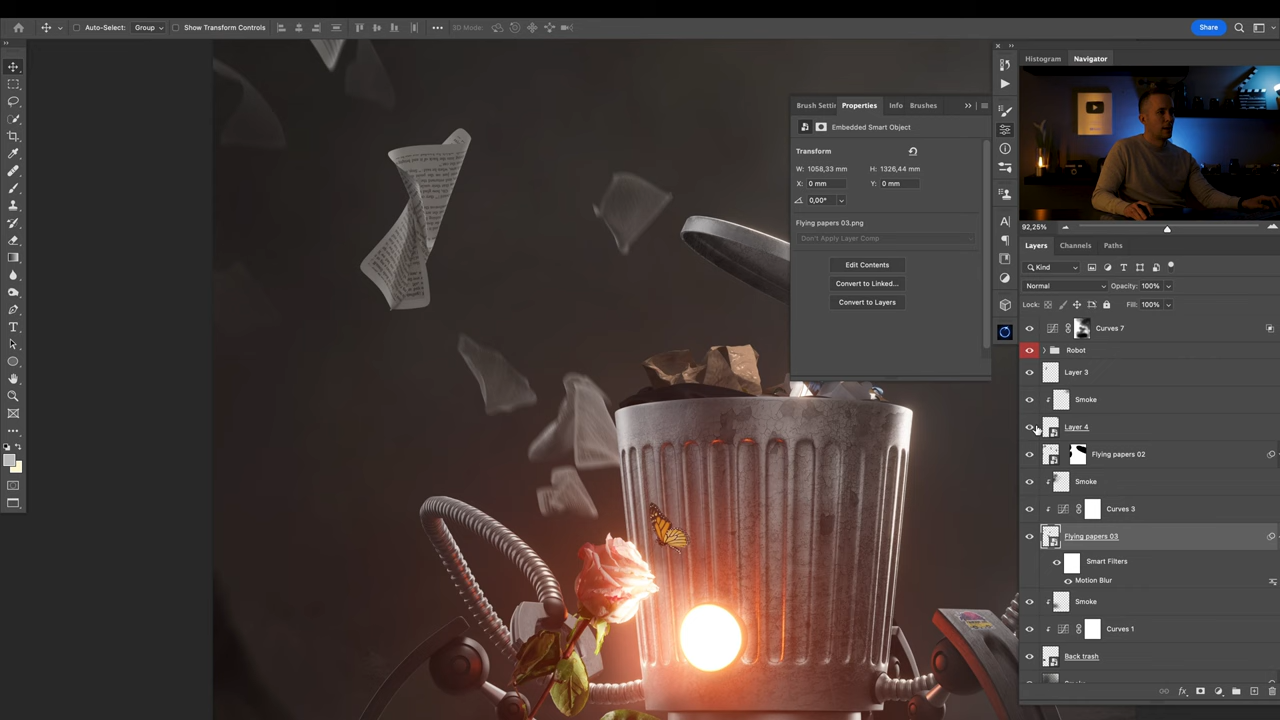 Auto-Select:
Group
Show Transform Controls
3D Mode:
Share
Histogram
Navigator
Brush Settin
Properties
Info
Brushes
Embedded Smart Object
Transform
W: 1058,33 mm
H: 1326,44 mm
X: 0 mm
Y: 0 mm
0,00°
Flying papers 03.png
Don't Apply Layer Comp
Edit Contents
Convert to Linked...
Convert to Layers
92,25%
Layers
Channels
Paths
Kind
Normal
Opacity: 100%
Lock:
Fill: 100%
Curves 7
Robot
Layer 3
Smoke
Layer 4
Flying papers 02
Smoke
Curves 3
Flying papers 03
Smart Filters
Motion Blur
Smoke
Curves 1
Back trash